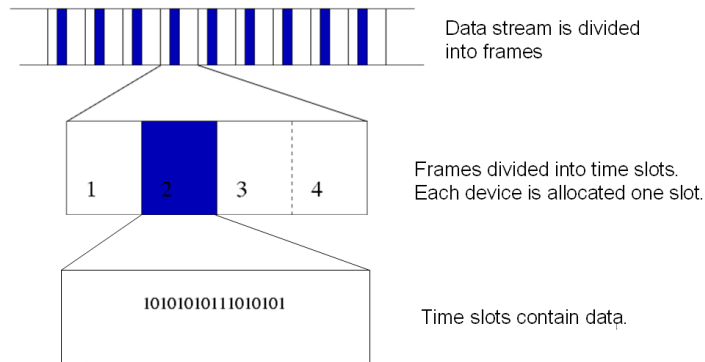 Data stream is divided
into frames
1 2 3 4
Frames divided into time slots.
Each device is allocated one slot.
10101010111010101
Time slots contain data.